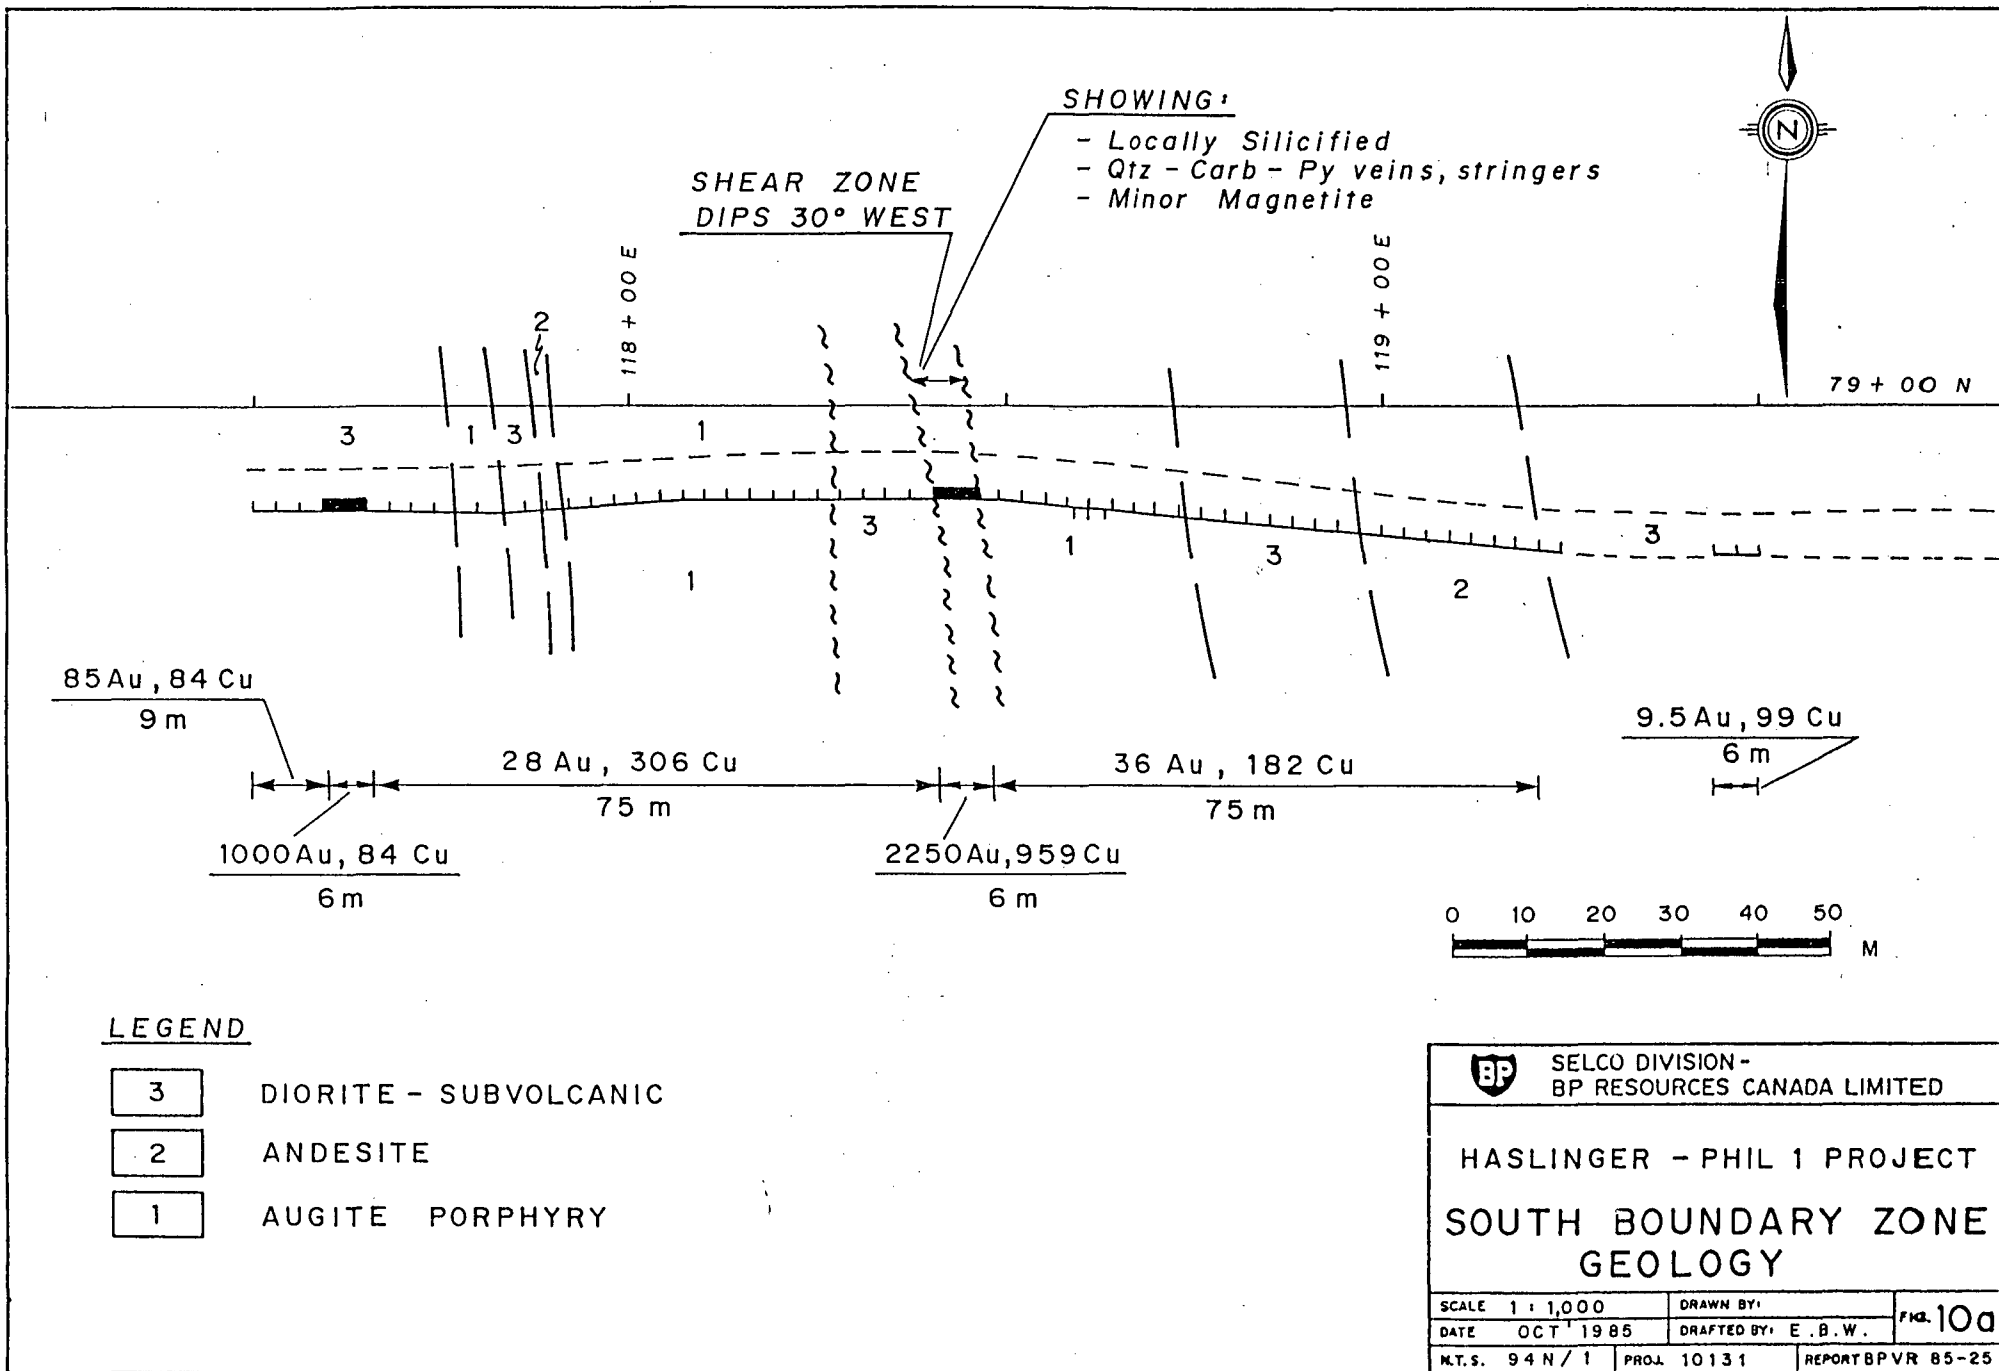 SHOWING:
- Locally Silicified
- Qtz - Carb - Py veins, stringers
- Minor Magnetite
SHEAR ZONE
DIPS 30° WEST
N
118 + 00 E
119 + 00 E
79 + 00 N
2
3
1
3
1
3
1
3
1
3
2
1
85 Au, 84 Cu
9 m
28 Au, 306 Cu
75 m
36 Au, 182 Cu
75 m
9.5 Au, 99 Cu
6 m
1000 Au, 84 Cu
6 m
2250 Au, 959 Cu
6 m
0 10 20 30 40 50
M
LEGEND
3 DIORITE - SUBVOLCANIC
2 ANDESITE
1 AUGITE PORPHYRY
BP
SELCO DIVISION -
BP RESOURCES CANADA LIMITED
HASLINGER - PHIL 1 PROJECT
SOUTH BOUNDARY ZONE
GEOLOGY
SCALE 1 : 1,000
DRAWN BY:
FIG. 10a
DATE OCT 1985
DRAFTED BY: E.B.W.
N.T.S. 94 N / 1
PROJ. 10131
REPORT BPVR 85-25